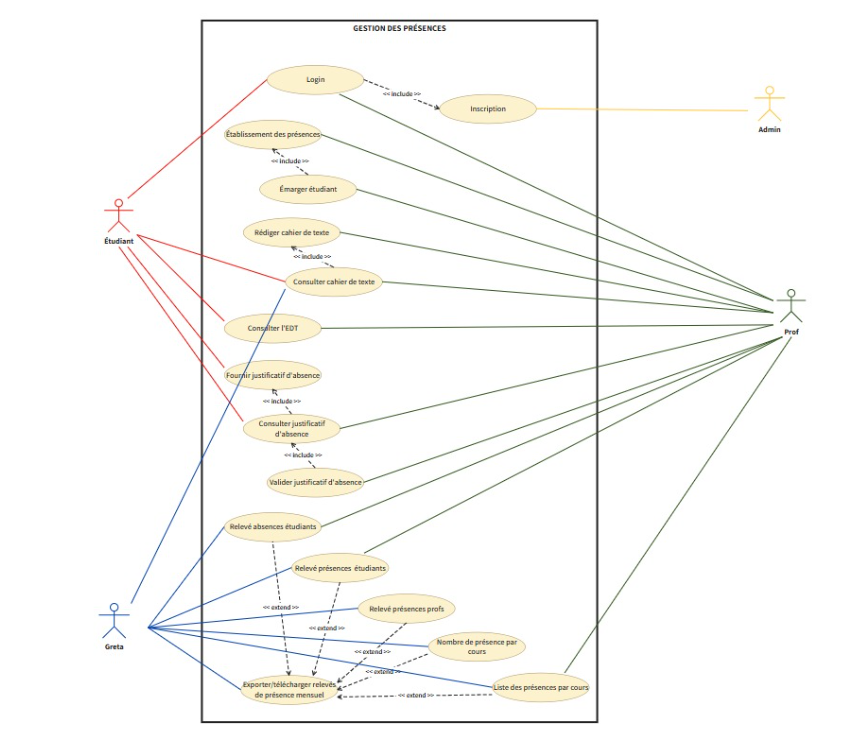 GESTION DES PRÉSENCES
Login
<< include >>
Inscription
Admin
Établissement des présences
<< include >>
Émarger étudiant
Rédiger cahier de texte
Étudiant
<< include >>
Consulter cahier de texte
Consulter l'EDT
Prof
Fournir justificatif d'absence
<< include >>
Consulter justificatif
d'absence
<< include >>
Valider justificatif d'absence
Relevé absences étudiants
Relevé présences étudiants
<< extend >>
Relevé présences profs
<< extend >>
Greta
Nombre de présence par
cours
<< extend >>
<< extend >>
Exporter/télécharger relevés
de présence mensuel
Liste des présences par cours
<< extend >>